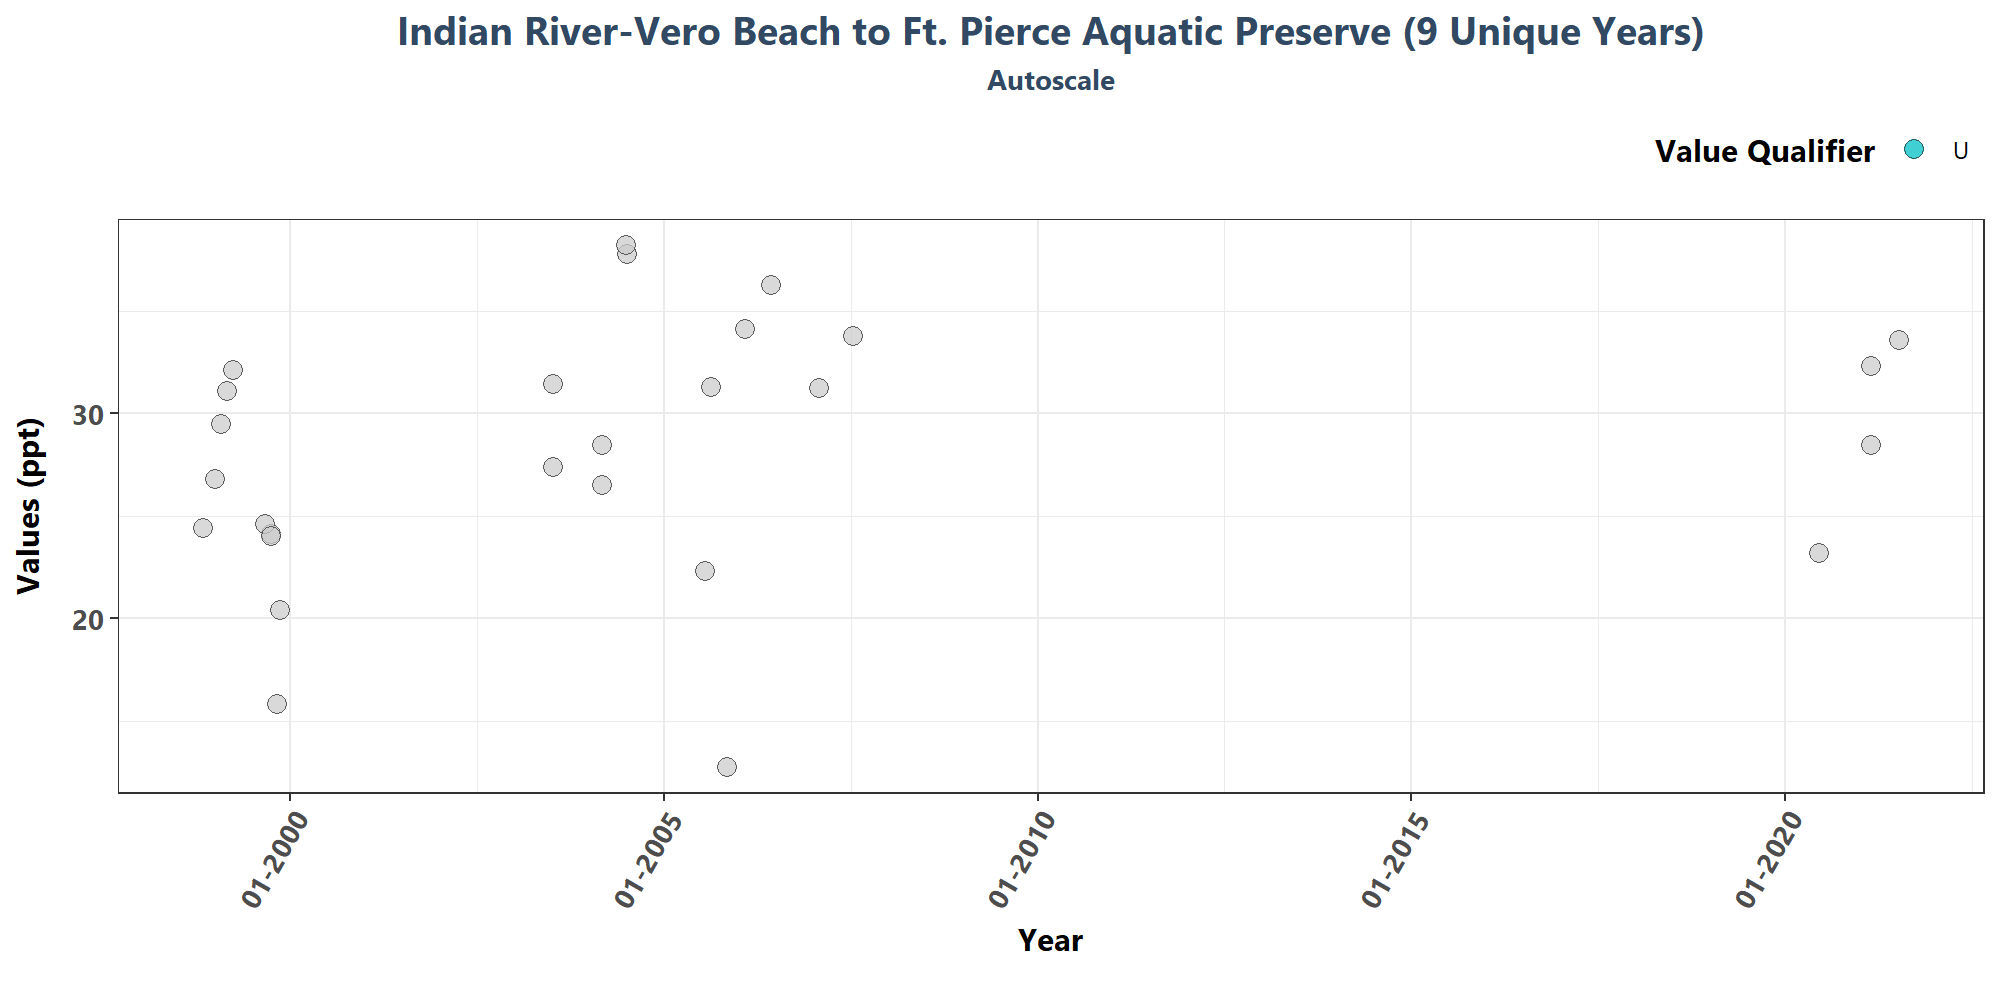 Indian River-Vero Beach to Ft. Pierce Aquatic Preserve (9 Unique Years)
Autoscale
Value Qualifier U
Values (ppt)
30
20
01-2000
01-2005
01-2010
01-2015
01-2020
Year